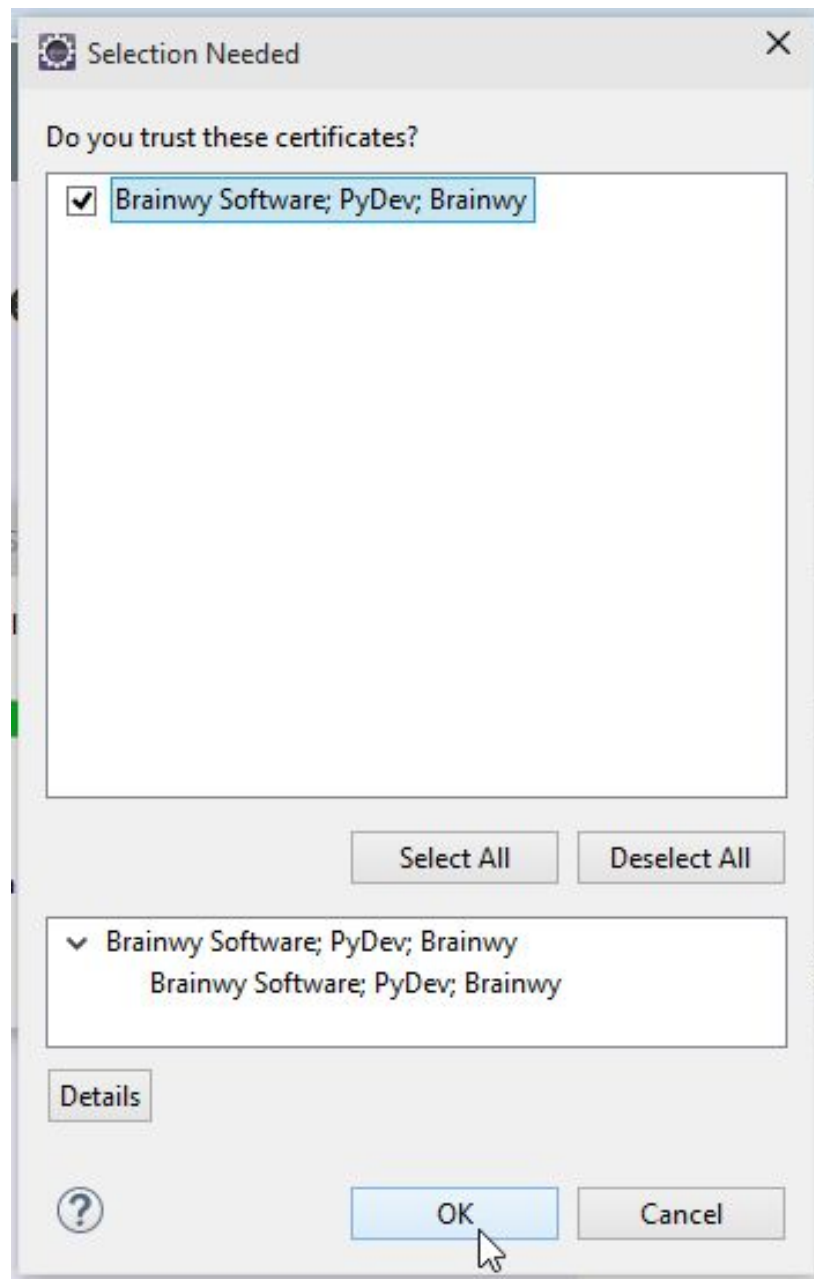 Selection Needed
Do you trust these certificates?
Brainwy Software; PyDev; Brainwy
Select All
Deselect All
Brainwy Software; PyDev; Brainwy
Brainwy Software; PyDev; Brainwy
Details
OK
Cancel